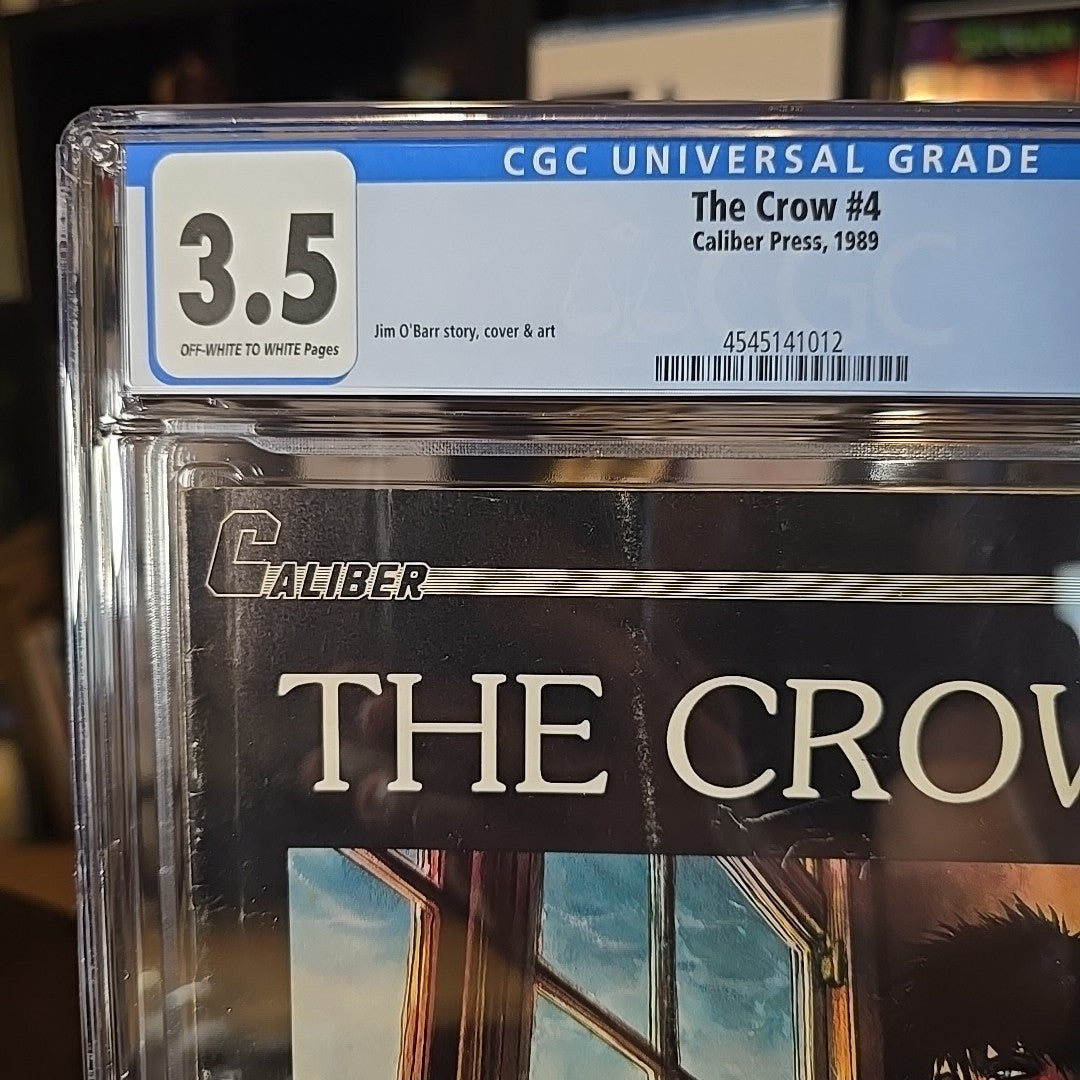 CGC UNIVERSAL GRADE
3.5
OFF-WHITE TO WHITE Pages
The Crow #4
Caliber Press, 1989
Jim O'Barr story, cover & art
4545141012
CGC
CALIBER
THE CROW